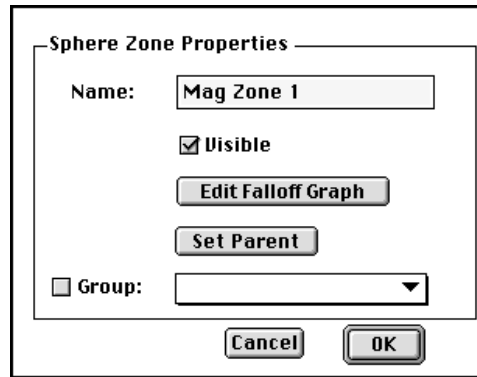 Sphere Zone Properties
Name: Mag Zone 1
Visible
Edit Falloff Graph
Set Parent
Group:
Cancel OK